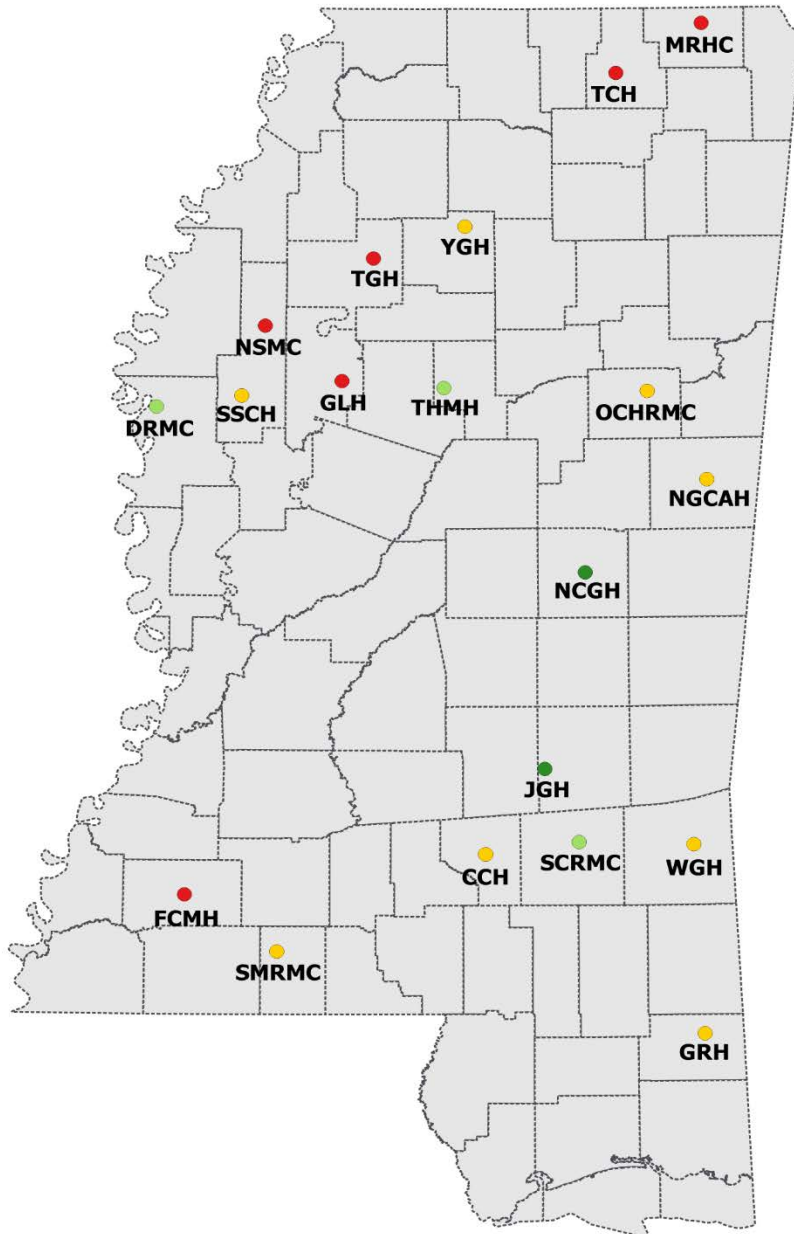 MRHC
TCH
YGH
TGH
NSMC
GLH
THMH
SSCH
OCHRMC
DRMC
NGCAH
NCGH
JGH
SCRMC
WGH
CCH
FCMH
SMRMC
GRH